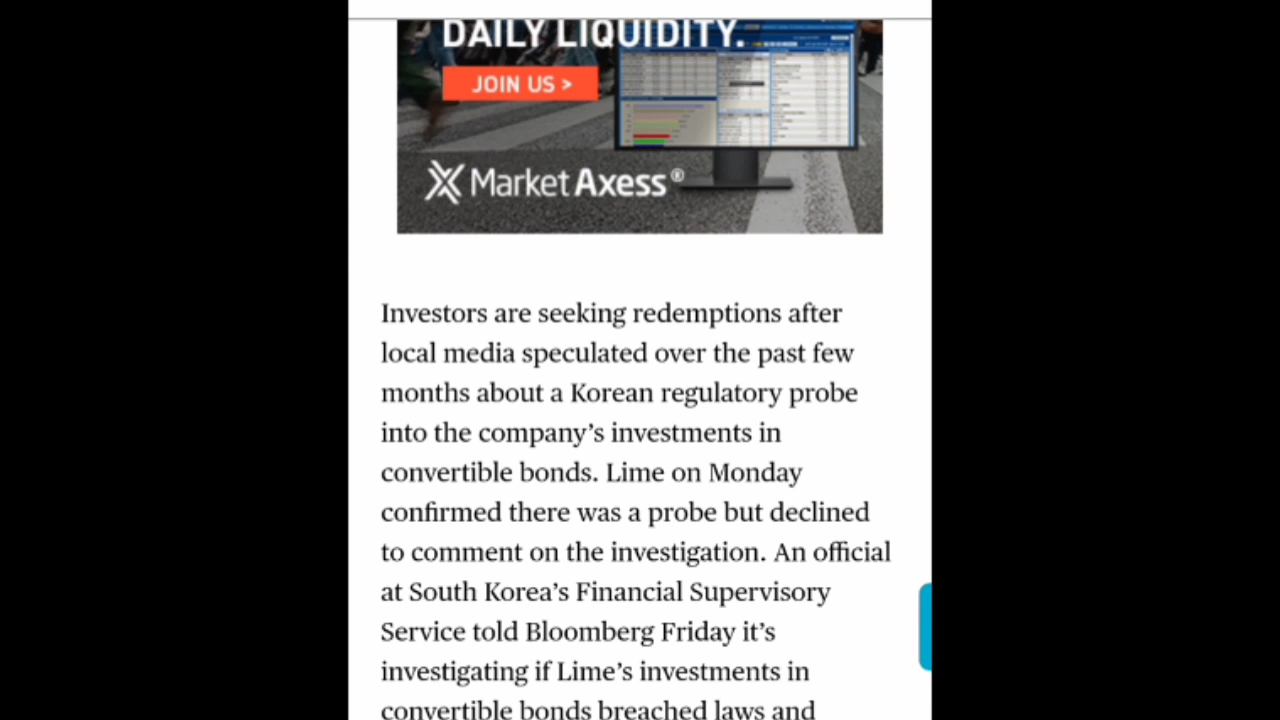 DAILY LIQUIDITY.
JOIN US >
MarketAxess®
Investors are seeking redemptions after
local media speculated over the past few
months about a Korean regulatory probe
into the company’s investments in
convertible bonds. Lime on Monday
confirmed there was a probe but declined
to comment on the investigation. An official
at South Korea’s Financial Supervisory
Service told Bloomberg Friday it’s
investigating if Lime’s investments in
convertible bonds breached laws and